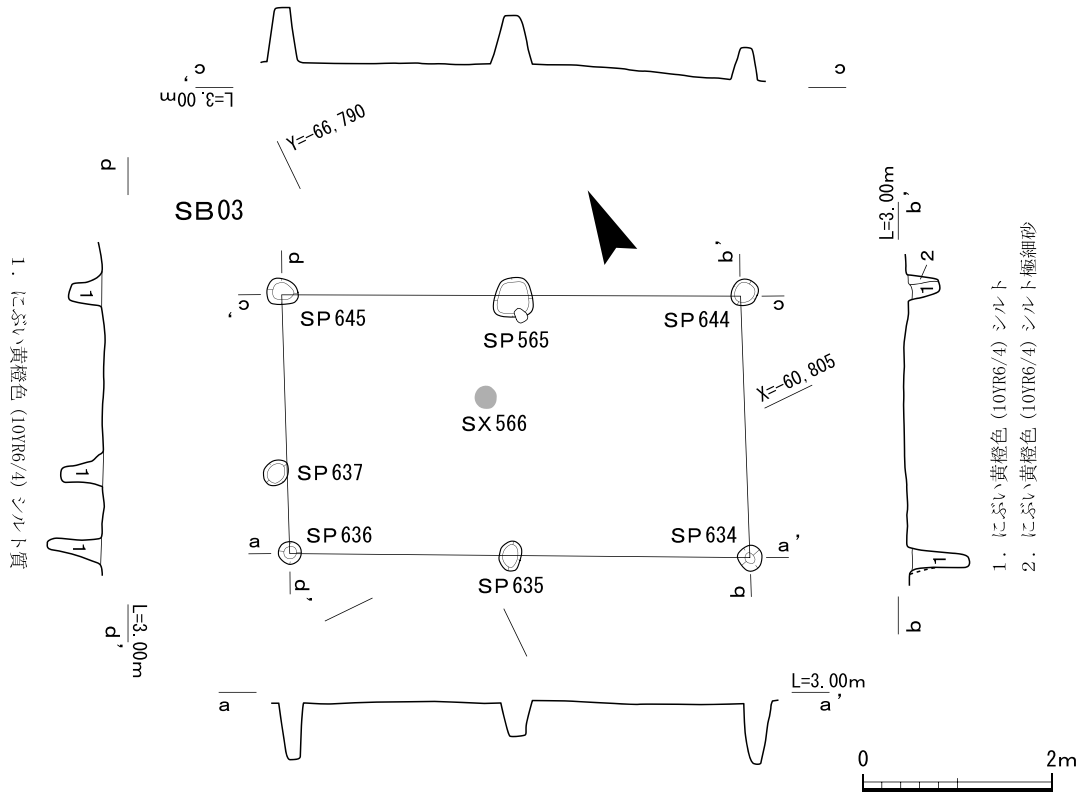 c’
L=3.00m
c
Y=-66,790
d
SB03
L=3.00m
b’
d
b’
c’
c
SP645
SP565
SP644
X=-60,805
SX566
SP637
SP636
SP634
a
a’
SP635
d’
b
1
1
1
2
1
1
b
L=3.00m
d’
1. にぶい黄橙色 (10YR6/4) シルト質
1. にぶい黄橙色 (10YR6/4) シルト
2. にぶい黄橙色 (10YR6/4) シルト極細砂
a
L=3.00m
a’
0
2m